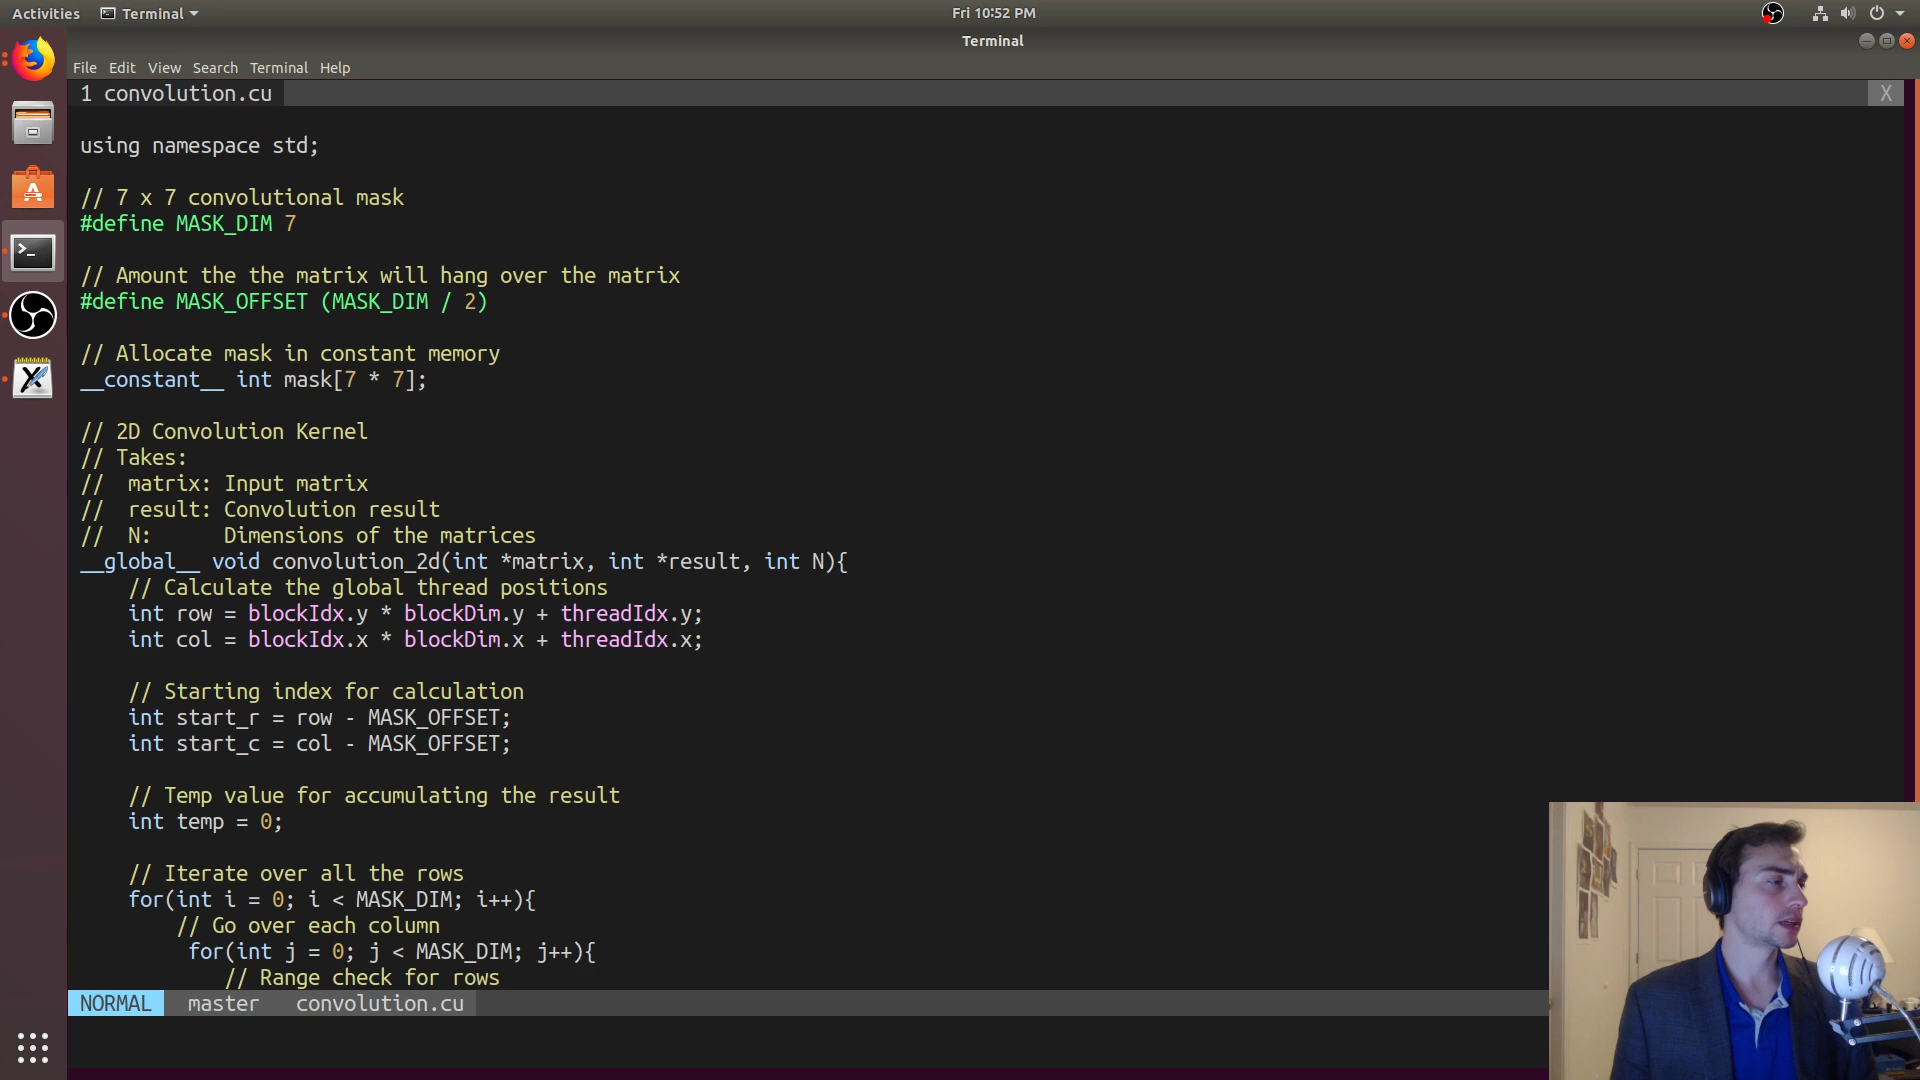 Activities
Terminal
Fri 10:52 PM
Terminal
File Edit View Search Terminal Help
1 convolution.cu
X
using namespace std;
// 7 x 7 convolutional mask
#define MASK_DIM 7
// Amount the the matrix will hang over the matrix
#define MASK_OFFSET (MASK_DIM / 2)
// Allocate mask in constant memory
__constant__ int mask[7 * 7];
// 2D Convolution Kernel
// Takes:
//  matrix: Input matrix
//  result: Convolution result
//  N:      Dimensions of the matrices
__global__ void convolution_2d(int *matrix, int *result, int N){
    // Calculate the global thread positions
    int row = blockIdx.y * blockDim.y + threadIdx.y;
    int col = blockIdx.x * blockDim.x + threadIdx.x;
    // Starting index for calculation
    int start_r = row - MASK_OFFSET;
    int start_c = col - MASK_OFFSET;
    // Temp value for accumulating the result
    int temp = 0;
    // Iterate over all the rows
    for(int i = 0; i < MASK_DIM; i++){
        // Go over each column
         for(int j = 0; j < MASK_DIM; j++){
            // Range check for rows
NORMAL master convolution.cu